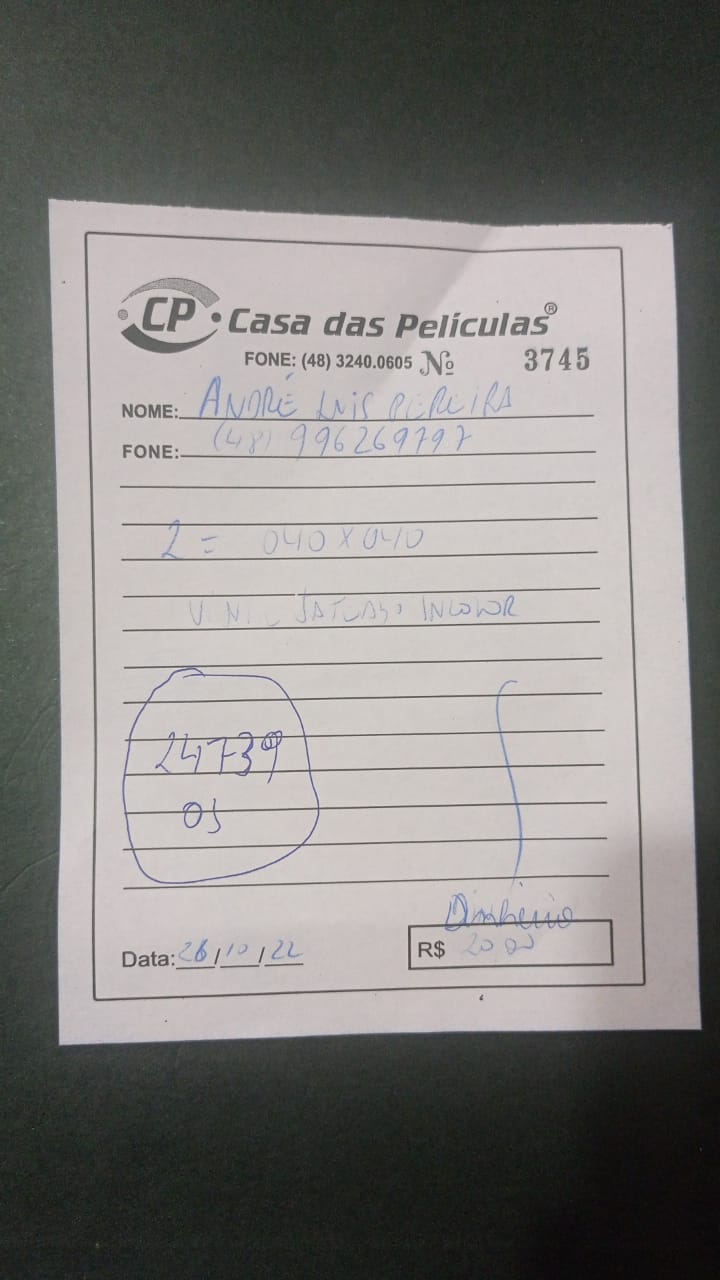 CP Casa das Películas®
FONE: (48) 3240.0605 Nº 3745
NOME: ANDRÉ LUIS PEREIRA
FONE: (48) 996269797
2 = 040 X 040
VINIL JATEADO INCOLOR
24739
OS
Dinheiro
Data: 26/10/22 R$ 20,00